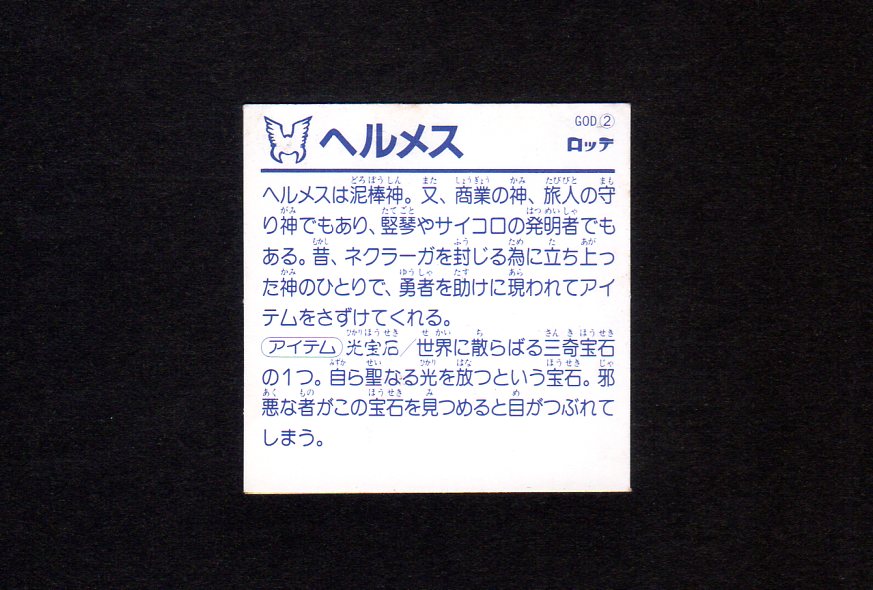 GOD②
ヘルメス
ロッテ
ヘルメスは泥棒神。又、商業の神、旅人の守
り神でもあり、竪琴やサイコロの発明者でも
ある。昔、ネクラーガを封じる為に立ち上っ
た神のひとりで、勇者を助けに現われてアイ
テムをさずけてくれる。
アイテム 光宝石/世界に散らばる三奇宝石
の1つ。自ら聖なる光を放つという宝石。邪
悪な者がこの宝石を見つめると目がつぶれて
しまう。